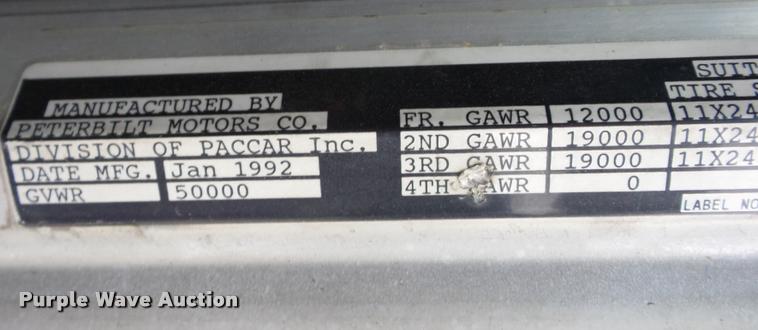 SUIT
TIRE S
MANUFACTURED BY
PETERBILT MOTORS CO.
DIVISION OF PACCAR Inc.
DATE MFG. Jan 1992
GVWR 50000
FR. GAWR 12000 11X24
2ND GAWR 19000 11X24
3RD GAWR 19000 11X24
4TH GAWR 0
LABEL NO
Purple Wave Auction